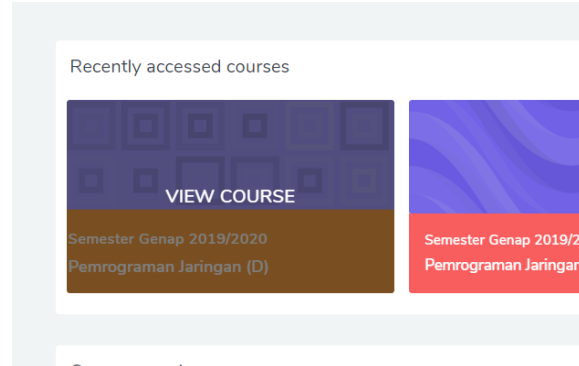 Recently accessed courses
VIEW COURSE
Semester Genap 2019/2020
Pemrograman Jaringan (D)
Semester Genap 2019/2
Pemrograman Jaringan